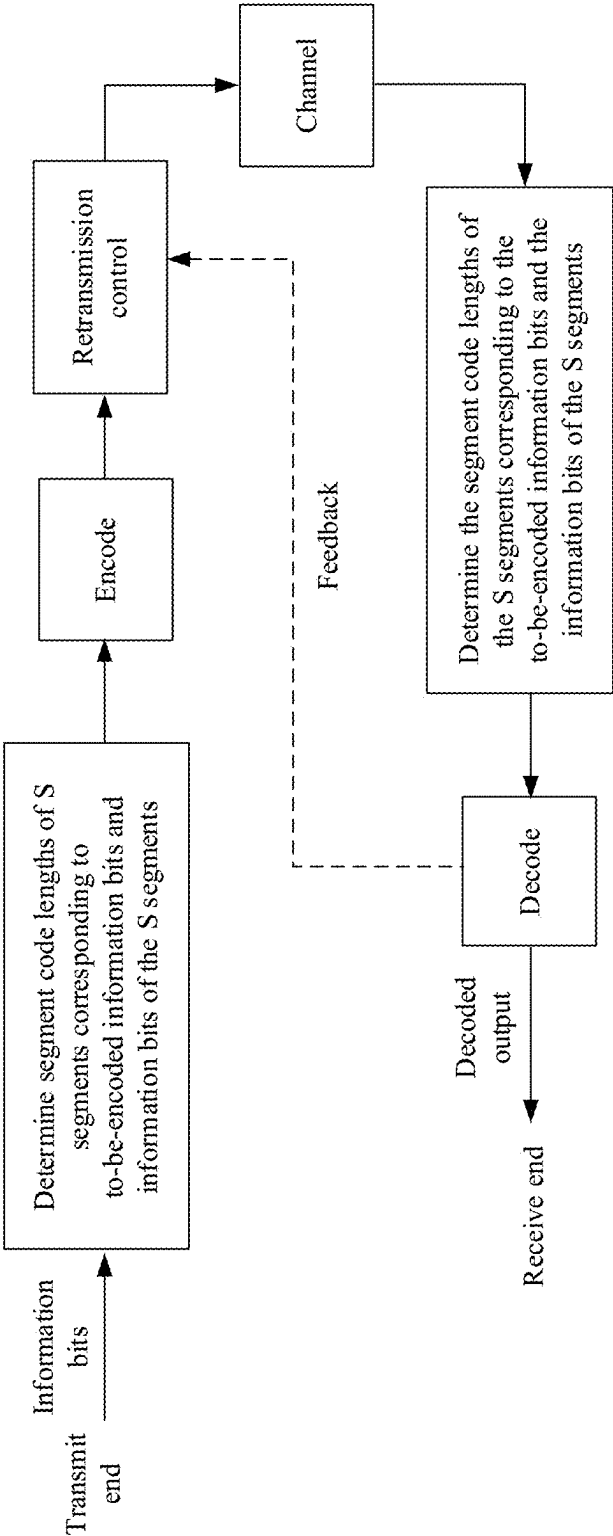 Transmit
end
Information
bits
Determine segment code lengths of S
segments corresponding to
to-be-encoded information bits and
information bits of the S segments
Encode
Retransmission
control
Channel
Feedback
Determine the segment code lengths of
the S segments corresponding to the
to-be-encoded information bits and the
information bits of the S segments
Decode
Decoded
output
Receive end